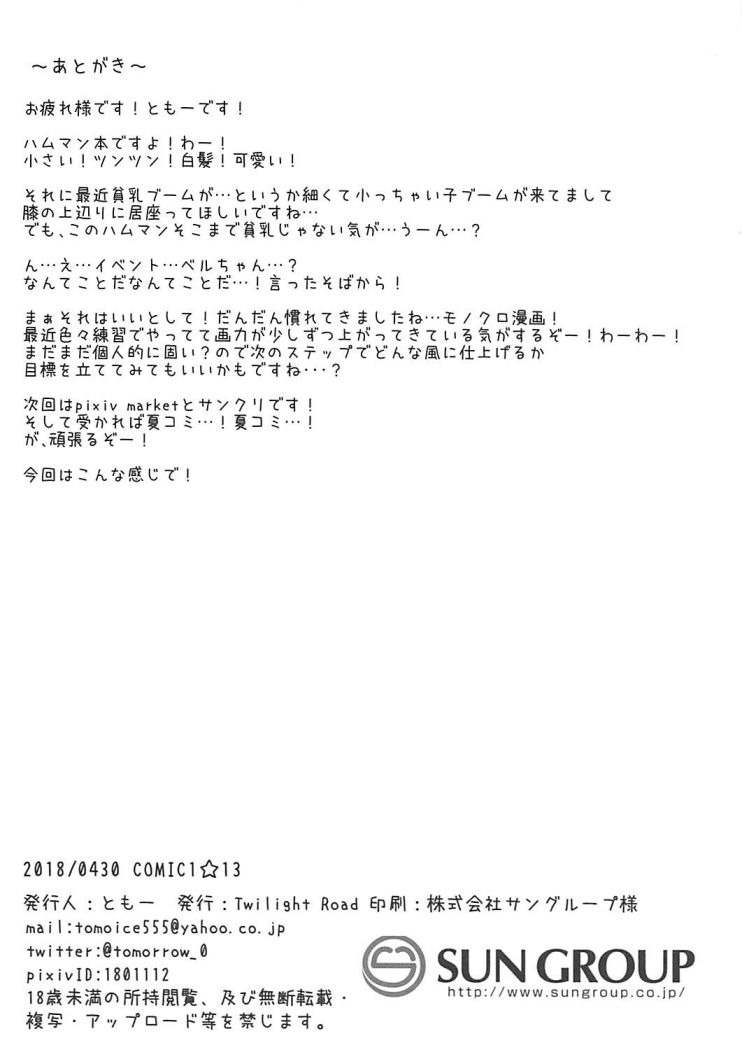 ～あとがき～
お疲れ様です！ともーです！
ハムマン本ですよ！わー！
小さい！ツンツン！白髪！可愛い！
それに最近貧乳ブームが…というか細くて小っちゃい子ブームが来てまして
膝の上辺りに居座ってほしいですね…
でも、このハムマンそこまで貧乳じゃない気が…うーん…？
ん…え…イベント…ベルちゃん…？
なんてことだなんてことだ…！言ったそばから！
まぁそれはいいとして！だんだん慣れてきましたね…モノクロ漫画！
最近色々練習でやってて画力が少しずつ上がってきている気がするぞー！わーわー！
まだまだ個人的に固い？ので次のステップでどんな風に仕上げるか
目標を立ててみてもいいかもですね･･･？
次回はpixiv marketとサンクリです！
そして受かれば夏コミ…！夏コミ…！
が、頑張るぞー！
今回はこんな感じで！
2018/0430 COMIC1☆13
発行人：ともー　発行：Twilight Road 印刷：株式会社サングループ様
mail:tomoice555@yahoo.co.jp
twitter:@tomorrow_0
pixivID:1801112
18歳未満の所持閲覧、及び無断転載・
複写・アップロード等を禁じます。
SUN GROUP
http://www.sungroup.co.jp/